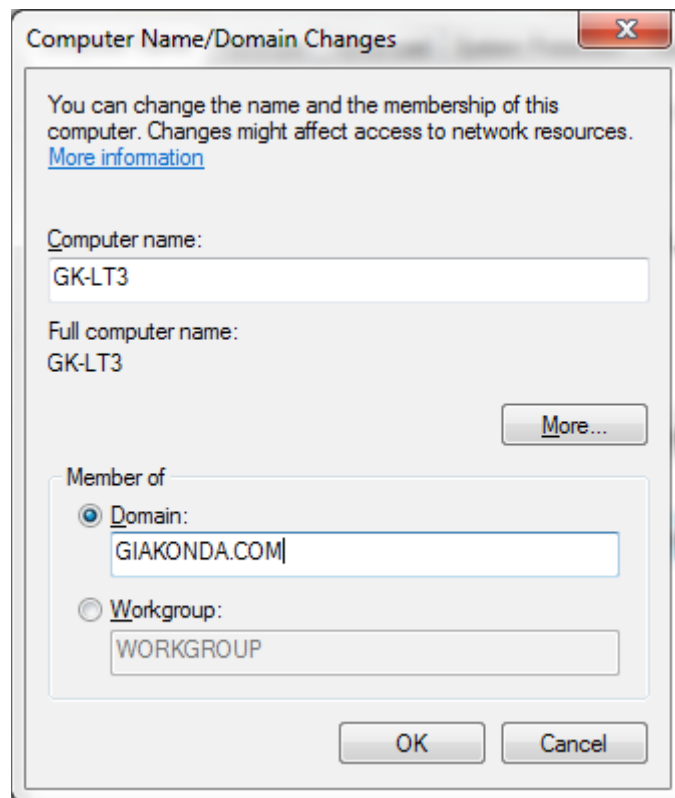 Computer Name/Domain Changes
You can change the name and the membership of this
computer. Changes might affect access to network resources.
More information
Computer name:
GK-LT3
Full computer name:
GK-LT3
More...
Member of
Domain:
GIAKONDA.COM
Workgroup:
WORKGROUP
OK Cancel